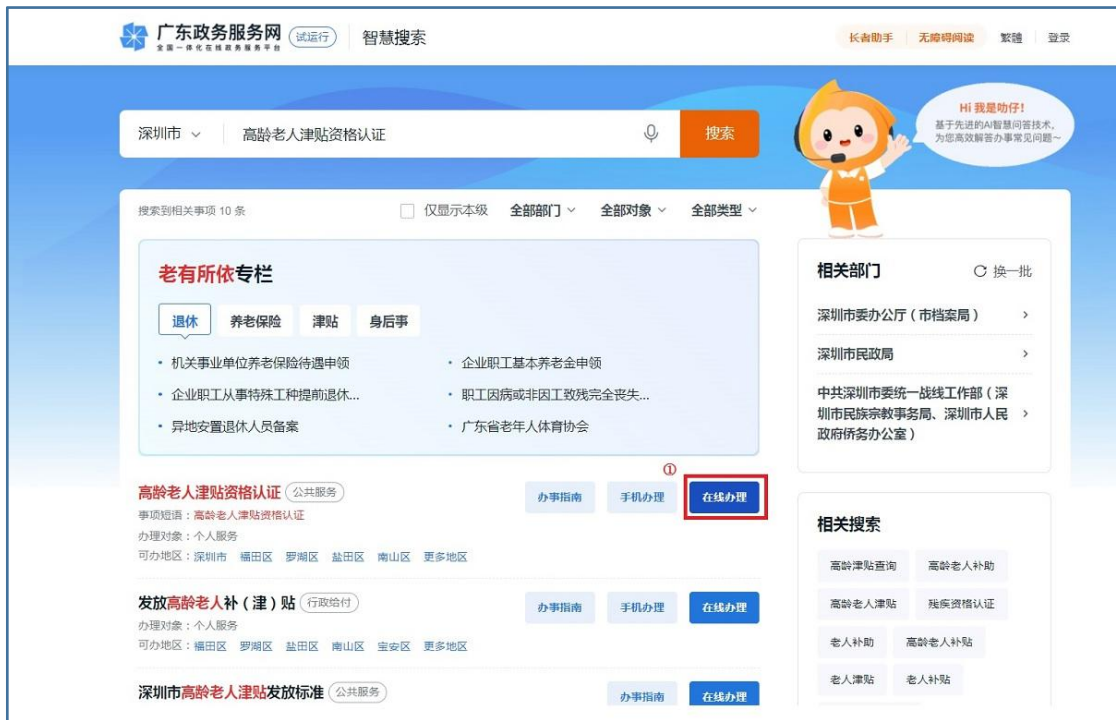 广东政务服务网 试运行 智慧搜索 长者助手 无障碍阅读 繁體 登录
全国一体化在线政务服务平台
Hi 我是叻仔!
基于先进的AI智慧问答技术,
为您高效解答办事常见问题~
深圳市 高龄老人津贴资格认证 搜索
搜索到相关事项 10 条 仅显示本级 全部部门 全部对象 全部类型
老有所依专栏
退休 养老保险 津贴 身后事
• 机关事业单位养老保险待遇申领 • 企业职工基本养老金申领
• 企业职工从事特殊工种提前退休... • 职工因病或非因工致残完全丧失...
• 异地安置退休人员备案 • 广东省老年人体育协会
①
高龄老人津贴资格认证 公共服务 办事指南 手机办理 在线办理
事项短语:高龄老人津贴资格认证
办理对象:个人服务
可办地区:深圳市 福田区 罗湖区 盐田区 南山区 更多地区
发放高龄老人补(津)贴 行政给付 办事指南 手机办理 在线办理
办理对象:个人服务
可办地区:福田区 罗湖区 盐田区 南山区 宝安区 更多地区
深圳市高龄老人津贴发放标准 公共服务 办事指南 在线办理
相关部门 换一批
深圳市委办公厅(市档案局)
深圳市民政局
中共深圳市委统一战线工作部(深
圳市民族宗教事务局、深圳市人民
政府侨务办公室)
相关搜索
高龄津贴查询 高龄老人补助
高龄老人津贴 残疾资格认证
老人补助 高龄老人补贴
老人津贴 老人补贴